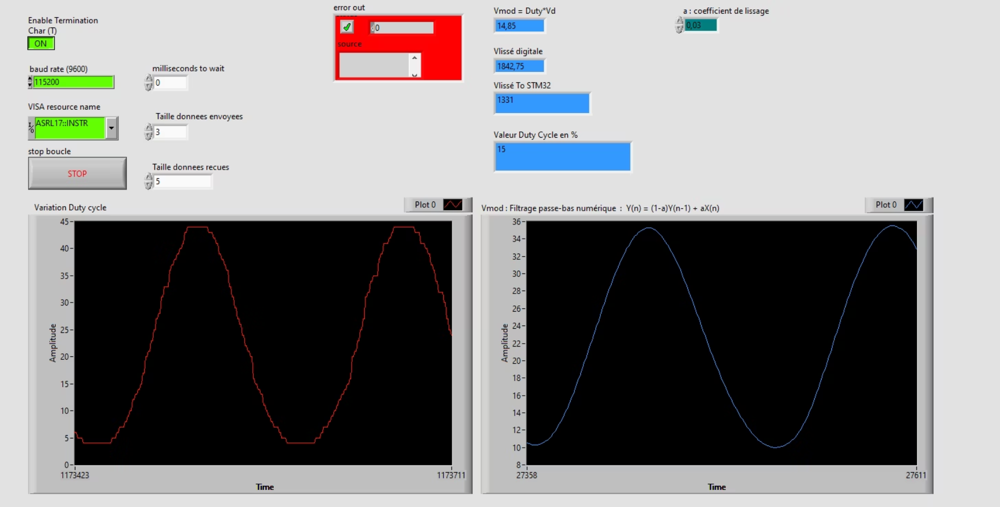 Enable Termination
Char (T)
ON
baud rate (9600)
115200
VISA resource name
ASRL17::INSTR
stop boucle
STOP
milliseconds to wait
0
Taille donnees envoyees
3
Taille donnees recues
5
error out
d0
source
Vmod = Duty*Vd
14,85
Vlissé digitale
1842,75
Vlissé To STM32
1331
Valeur Duty Cycle en %
15
a : coefficient de lissage
0,03
Variation Duty cycle
Plot 0
45
40
35
30
25
20
15
10
5
0
Amplitude
1173423
1173711
Time
Vmod : Filtrage passe-bas numérique : Y(n) = (1-a)Y(n-1) + aX(n)
Plot 0
36
34
32
30
28
26
24
22
20
18
16
14
12
10
8
Amplitude
27358
27611
Time